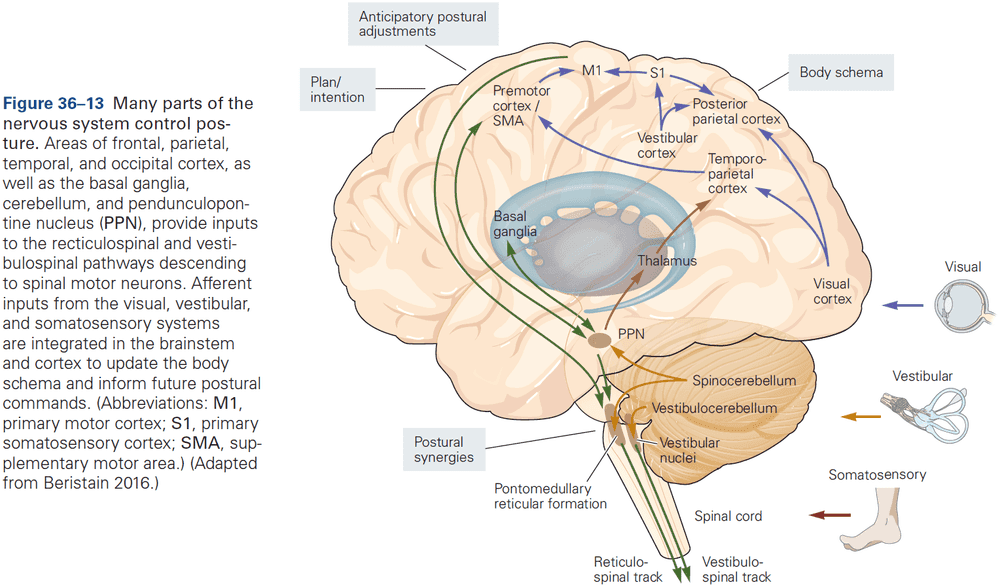 Figure 36–13 Many parts of the
nervous system control pos-
ture. Areas of frontal, parietal,
temporal, and occipital cortex, as
well as the basal ganglia,
cerebellum, and pendunculopon-
tine nucleus (PPN), provide inputs
to the recticulospinal and vesti-
bulospinal pathways descending
to spinal motor neurons. Afferent
inputs from the visual, vestibular,
and somatosensory systems
are integrated in the brainstem
and cortex to update the body
schema and inform future postural
commands. (Abbreviations: M1,
primary motor cortex; S1, primary
somatosensory cortex; SMA, sup-
plementary motor area.) (Adapted
from Beristain 2016.)
Anticipatory postural
adjustments
Plan/
intention
Body schema
M1
S1
Premotor
cortex /
SMA
Posterior
parietal cortex
Vestibular
cortex
Temporo-
parietal
cortex
Basal
ganglia
Thalamus
Visual
cortex
Visual
PPN
Spinocerebellum
Vestibular
Vestibulocerebellum
Postural
synergies
Vestibular
nuclei
Somatosensory
Pontomedullary
reticular formation
Spinal cord
Reticulo-
spinal track
Vestibulo-
spinal track